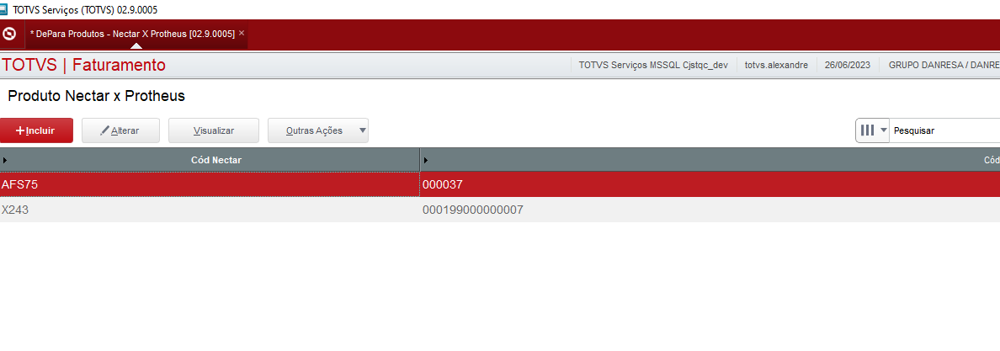 TOTVS Serviços (TOTVS) 02.9.0005
* DePara Produtos - Nectar X Protheus [02.9.0005] ×
TOTVS | Faturamento TOTVS Serviços MSSQL Cjstqc_dev totvs.alexandre 26/06/2023 GRUPO DANRESA / DANRE
Produto Nectar x Protheus
+Incluir Alterar Visualizar Outras Ações Pesquisar
Cód Nectar Cód
AFS75 000037
X243 000199000000007